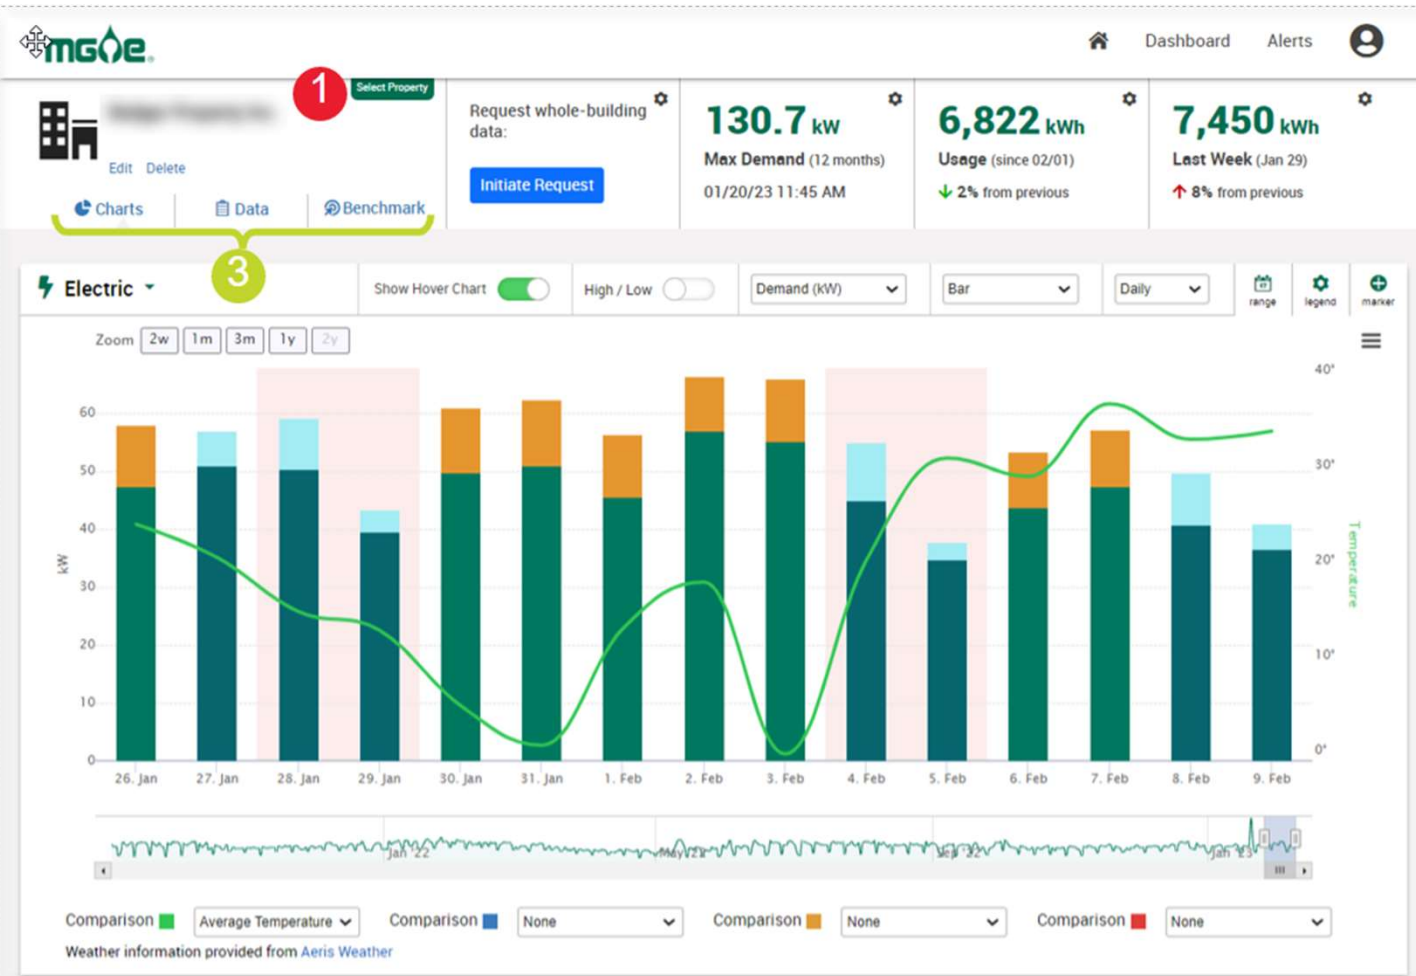 mge
Dashboard
Alerts
1
Select Property
Edit Delete
Charts
Data
Benchmark
3
Request whole-building
data:
Initiate Request
130.7 kW
Max Demand (12 months)
01/20/23 11:45 AM
6,822 kWh
Usage (since 02/01)
2% from previous
7,450 kWh
Last Week (Jan 29)
8% from previous
Electric
Show Hover Chart
High / Low
Demand (kW)
Bar
Daily
range
legend
marker
Zoom 2w 1m 3m 1y 2y
kW
60
50
40
30
20
10
0
40°
30°
20°
10°
0°
Temperature
26. Jan 27. Jan 28. Jan 29. Jan 30. Jan 31. Jan 1. Feb 2. Feb 3. Feb 4. Feb 5. Feb 6. Feb 7. Feb 8. Feb 9. Feb
Jan '22 May '22 Sep '22 Jan '23
Comparison Average Temperature Comparison None Comparison None Comparison None
Weather information provided from Aeris Weather